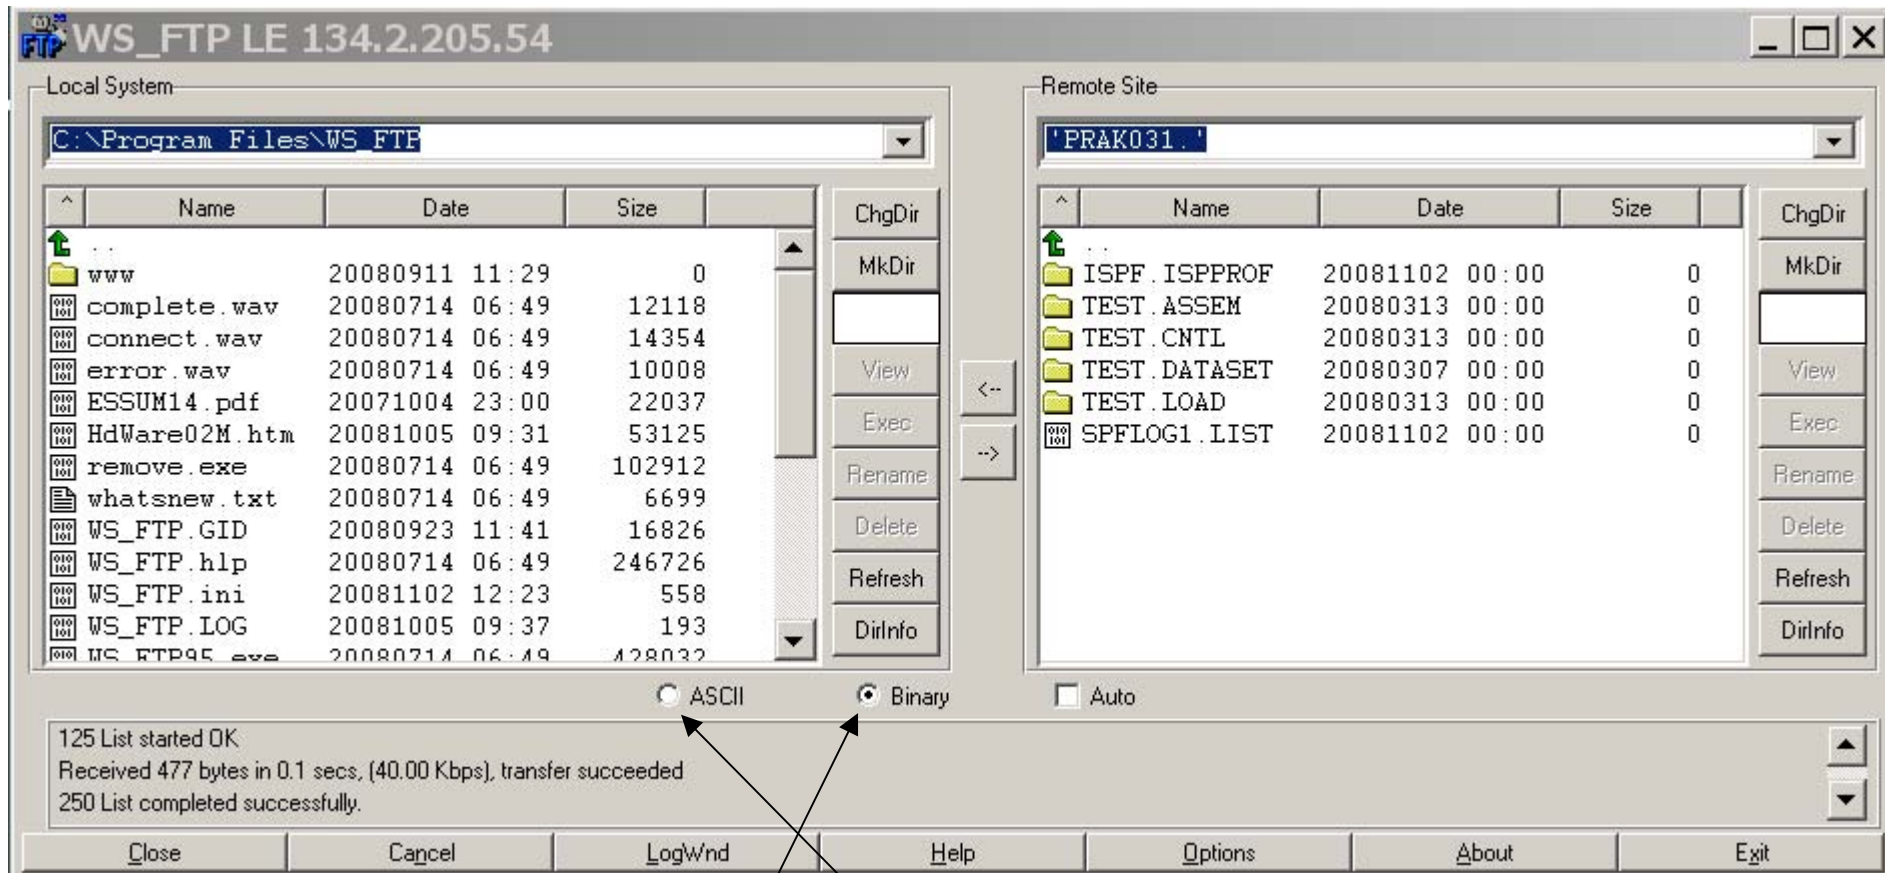 WS_FTP LE 134.2.205.54
Local System
C:\Program Files\WS_FTP
^ Name Date Size
..
www 20080911 11:29 0
complete.wav 20080714 06:49 12118
connect.wav 20080714 06:49 14354
error.wav 20080714 06:49 10008
ESSUM14.pdf 20071004 23:00 22037
HdWare02M.htm 20081005 09:31 53125
remove.exe 20080714 06:49 102912
whatsnew.txt 20080714 06:49 6699
WS_FTP.GID 20080923 11:41 16826
WS_FTP.hlp 20080714 06:49 246726
WS_FTP.ini 20081102 12:23 558
WS_FTP.LOG 20081005 09:37 193
WS_FTP95.exe 20080714 06:49 428032
ChgDir
MkDir
View
Exec
Rename
Delete
Refresh
DirInfo
<--
-->
Remote Site
'PRAK031.'
^ Name Date Size
..
ISPF.ISPPROF 20081102 00:00 0
TEST.ASSEM 20080313 00:00 0
TEST.CNTL 20080313 00:00 0
TEST.DATASET 20080307 00:00 0
TEST.LOAD 20080313 00:00 0
SPFLOG1.LIST 20081102 00:00 0
ChgDir
MkDir
View
Exec
Rename
Delete
Refresh
DirInfo
ASCII Binary Auto
125 List started OK
Received 477 bytes in 0.1 secs, (40.00 Kbps), transfer succeeded
250 List completed successfully.
Close Cancel LogWnd Help Options About Exit